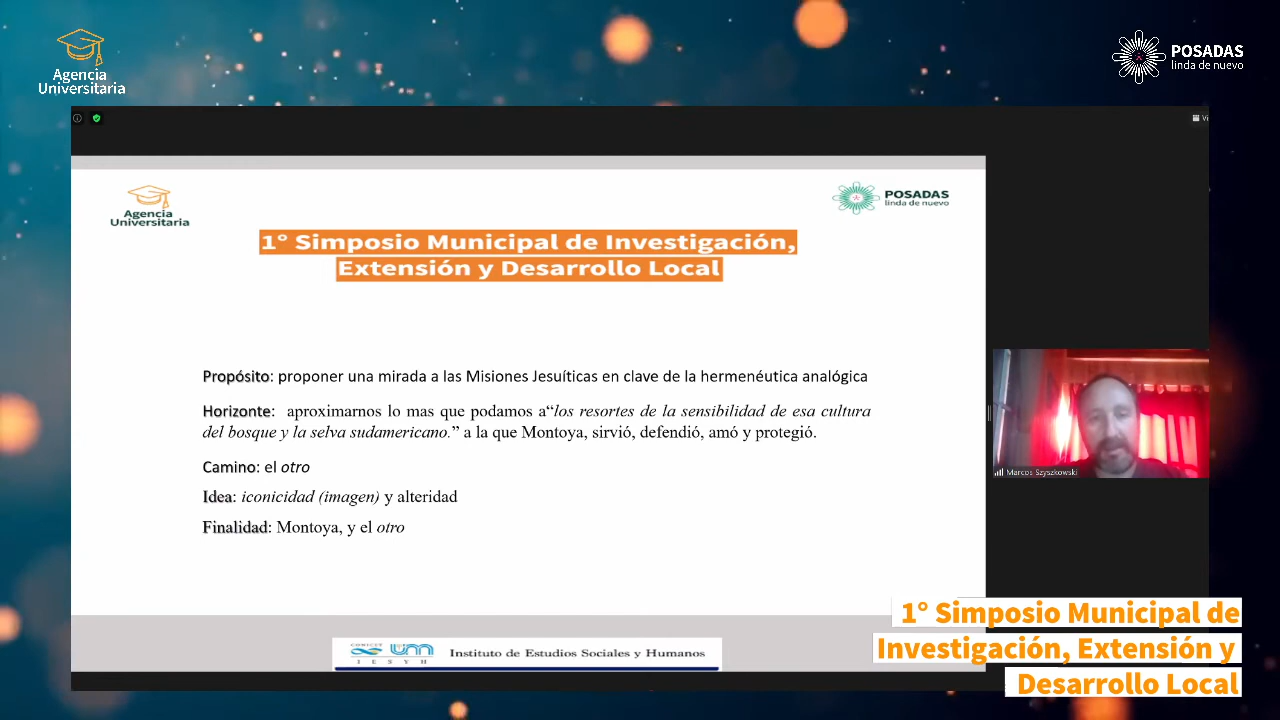 Agencia
Universitaria
POSADAS
linda de nuevo
Vi
Agencia
Universitaria
POSADAS
linda de nuevo
1° Simposio Municipal de Investigación,
Extensión y Desarrollo Local
Propósito: proponer una mirada a las Misiones Jesuíticas en clave de la hermenéutica analógica
Horizonte: aproximarnos lo mas que podamos a“los resortes de la sensibilidad de esa cultura
del bosque y la selva sudamericano.” a la que Montoya, sirvió, defendió, amó y protegió.
Camino: el otro
Idea: iconicidad (imagen) y alteridad
Finalidad: Montoya, y el otro
Marcos Szyszkowski
CONICET
unm
I E S Y H
Instituto de Estudios Sociales y Humanos
1° Simposio Municipal de
Investigación, Extensión y
Desarrollo Local